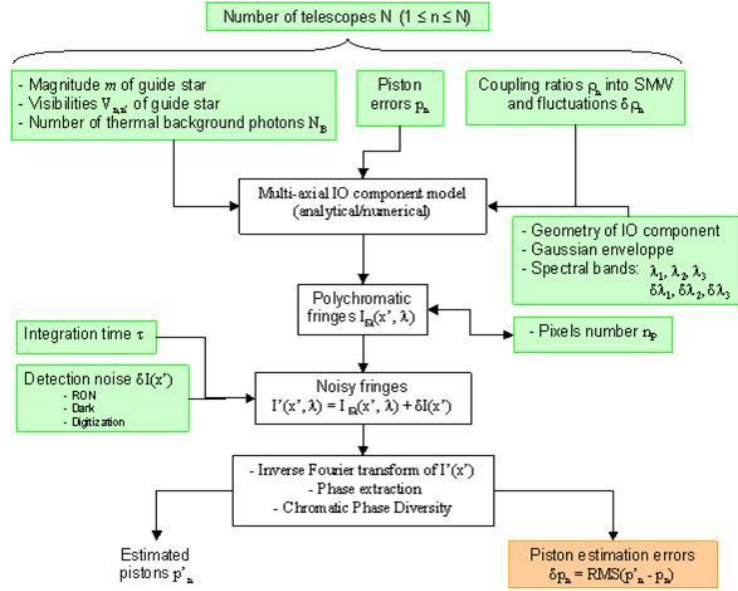 Number of telescopes N (1 ≤ n ≤ N)
- Magnitude m of guide star
- Visibilities V n,n' of guide star
- Number of thermal background photons N_B
Piston
errors p_n
Coupling ratios ρ_n into SMW
and fluctuations δρ_n
Multi-axial IO component model
(analytical/numerical)
- Geometry of IO component
- Gaussian enveloppe
- Spectral bands: λ₁, λ₂, λ₃
δλ₁, δλ₂, δλ₃
Polychromatic
fringes I (x', λ)
- Pixels number n_p
Integration time τ
Detection noise δI(x')
- RON
- Dark
- Digitization
Noisy fringes
I'(x', λ) = I (x', λ) + δI(x')
- Inverse Fourier transform of I'(x')
- Phase extraction
- Chromatic Phase Diversity
Estimated
pistons p'_n
Piston estimation errors
δp_n = RMS(p'_n - p_n)